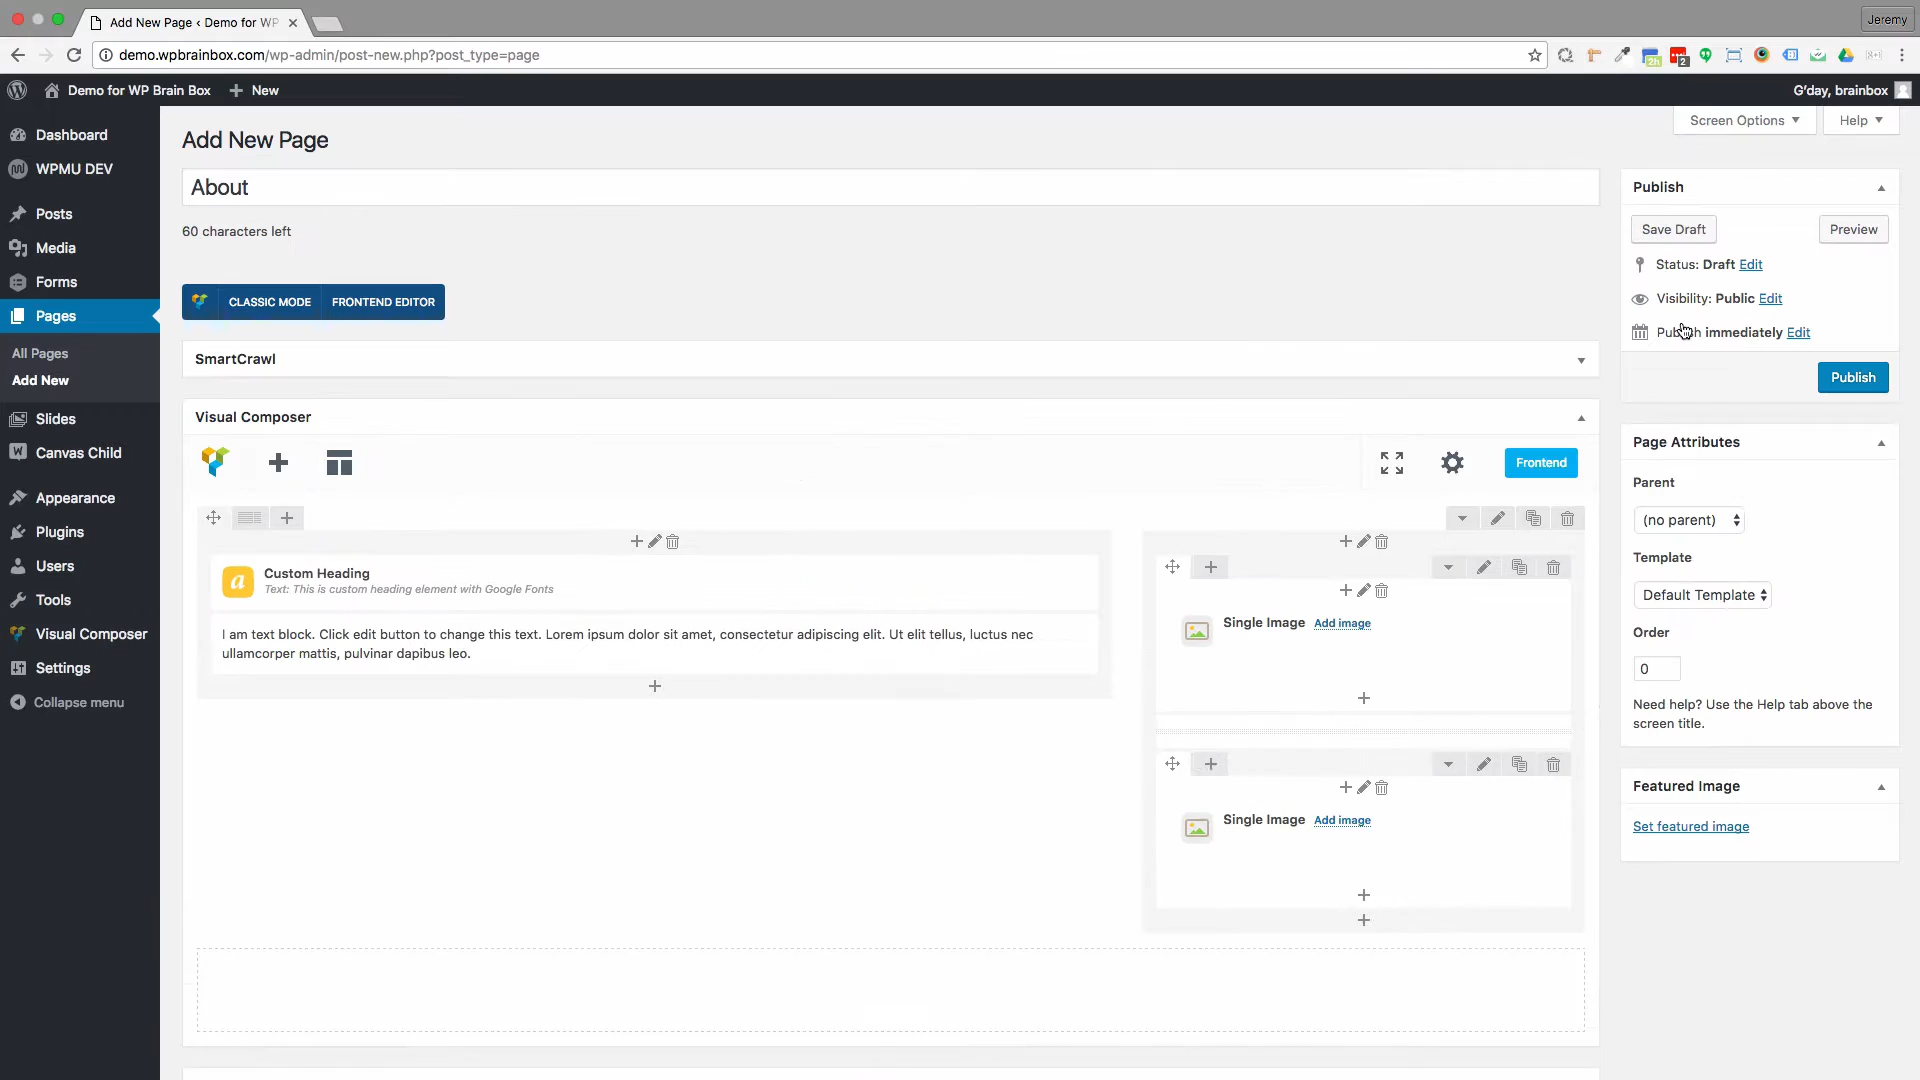 Add New Page ‹ Demo for WP
Jeremy
demo.wpbrainbox.com/wp-admin/post-new.php?post_type=page
2h
2
Demo for WP Brain Box
New
G'day, brainbox
Dashboard
WPMU DEV
Posts
Media
Forms
Pages
All Pages
Add New
Slides
Canvas Child
Appearance
Plugins
Users
Tools
Visual Composer
Settings
Collapse menu
Screen Options
Help
Add New Page
About
60 characters left
CLASSIC MODE
FRONTEND EDITOR
SmartCrawl
Visual Composer
Frontend
Custom Heading
Text: This is custom heading element with Google Fonts
I am text block. Click edit button to change this text. Lorem ipsum dolor sit amet, consectetur adipiscing elit. Ut elit tellus, luctus nec
ullamcorper mattis, pulvinar dapibus leo.
Single Image Add image
Single Image Add image
Publish
Save Draft
Preview
Status: Draft Edit
Visibility: Public Edit
Publish immediately Edit
Publish
Page Attributes
Parent
(no parent)
Template
Default Template
Order
0
Need help? Use the Help tab above the
screen title.
Featured Image
Set featured image